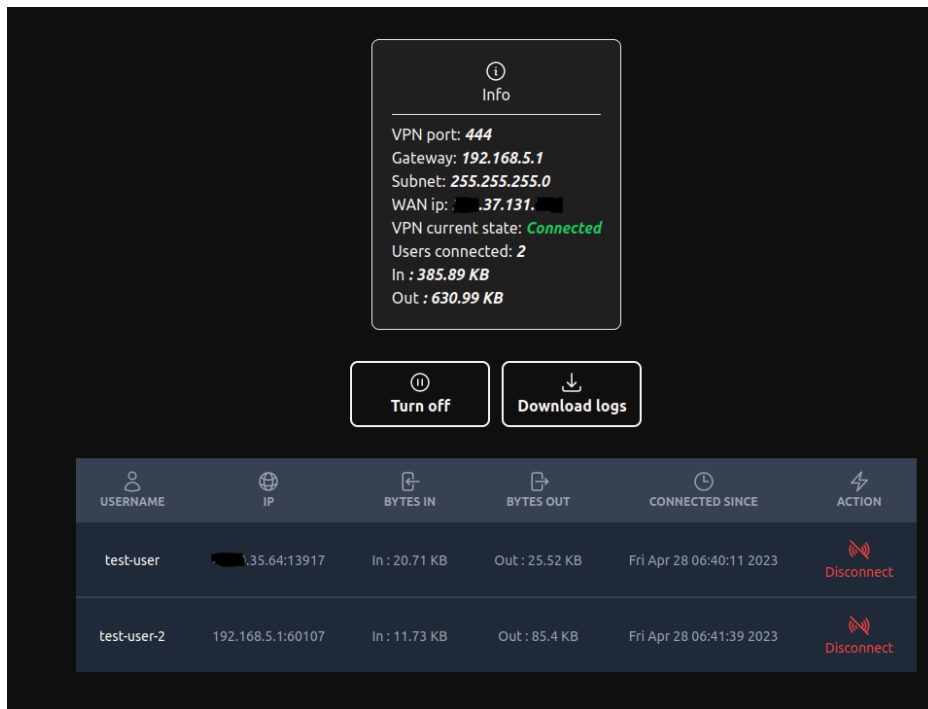 Info
VPN port: 444
Gateway: 192.168.5.1
Subnet: 255.255.255.0
WAN ip: .37.131.
VPN current state: Connected
Users connected: 2
In : 385.89 KB
Out : 630.99 KB
Turn off
Download logs
USERNAME IP BYTES IN BYTES OUT CONNECTED SINCE ACTION
test-user .35.64:13917 In : 20.71 KB Out : 25.52 KB Fri Apr 28 06:40:11 2023 Disconnect
test-user-2 192.168.5.1:60107 In : 11.73 KB Out : 85.4 KB Fri Apr 28 06:41:39 2023 Disconnect